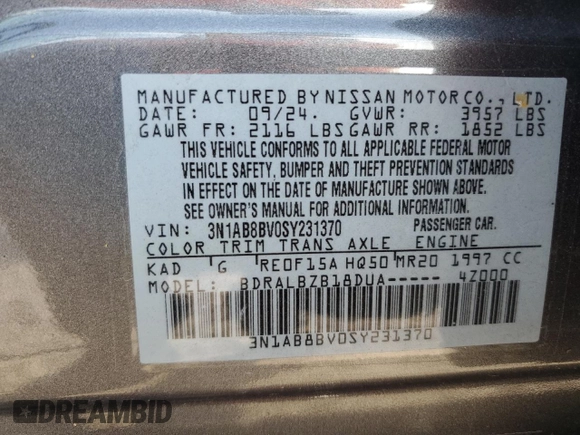 MANUFACTURED BY NISSAN MOTOR CO., LTD.
DATE: 09/24. GVWR: 3957 LBS
GAWR FR: 2116 LBS GAWR RR: 1852 LBS
THIS VEHICLE CONFORMS TO ALL APPLICABLE FEDERAL MOTOR
VEHICLE SAFETY, BUMPER AND THEFT PREVENTION STANDARDS
IN EFFECT ON THE DATE OF MANUFACTURE SHOWN ABOVE.
SEE OWNER'S MANUAL FOR ADDITIONAL INFORMATION.
VIN: 3N1AB8BV0SY231370 PASSENGER CAR.
COLOR TRIM TRANS AXLE ENGINE
KAD G RE0F15A HQ50 MR20 1997 CC
MODEL: BDRALBZB18DUA----- 4Z000
3N1AB8BV0SY231370
DREAMBID